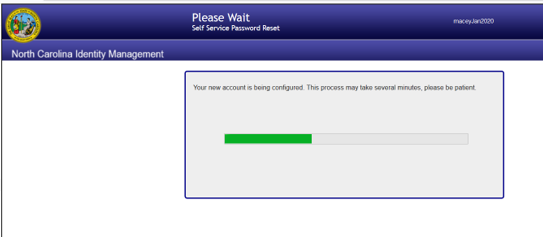 Please Wait
Self Service Password Reset
maceyJan2020
North Carolina Identity Management
Your new account is being configured. This process may take several minutes, please be patient.